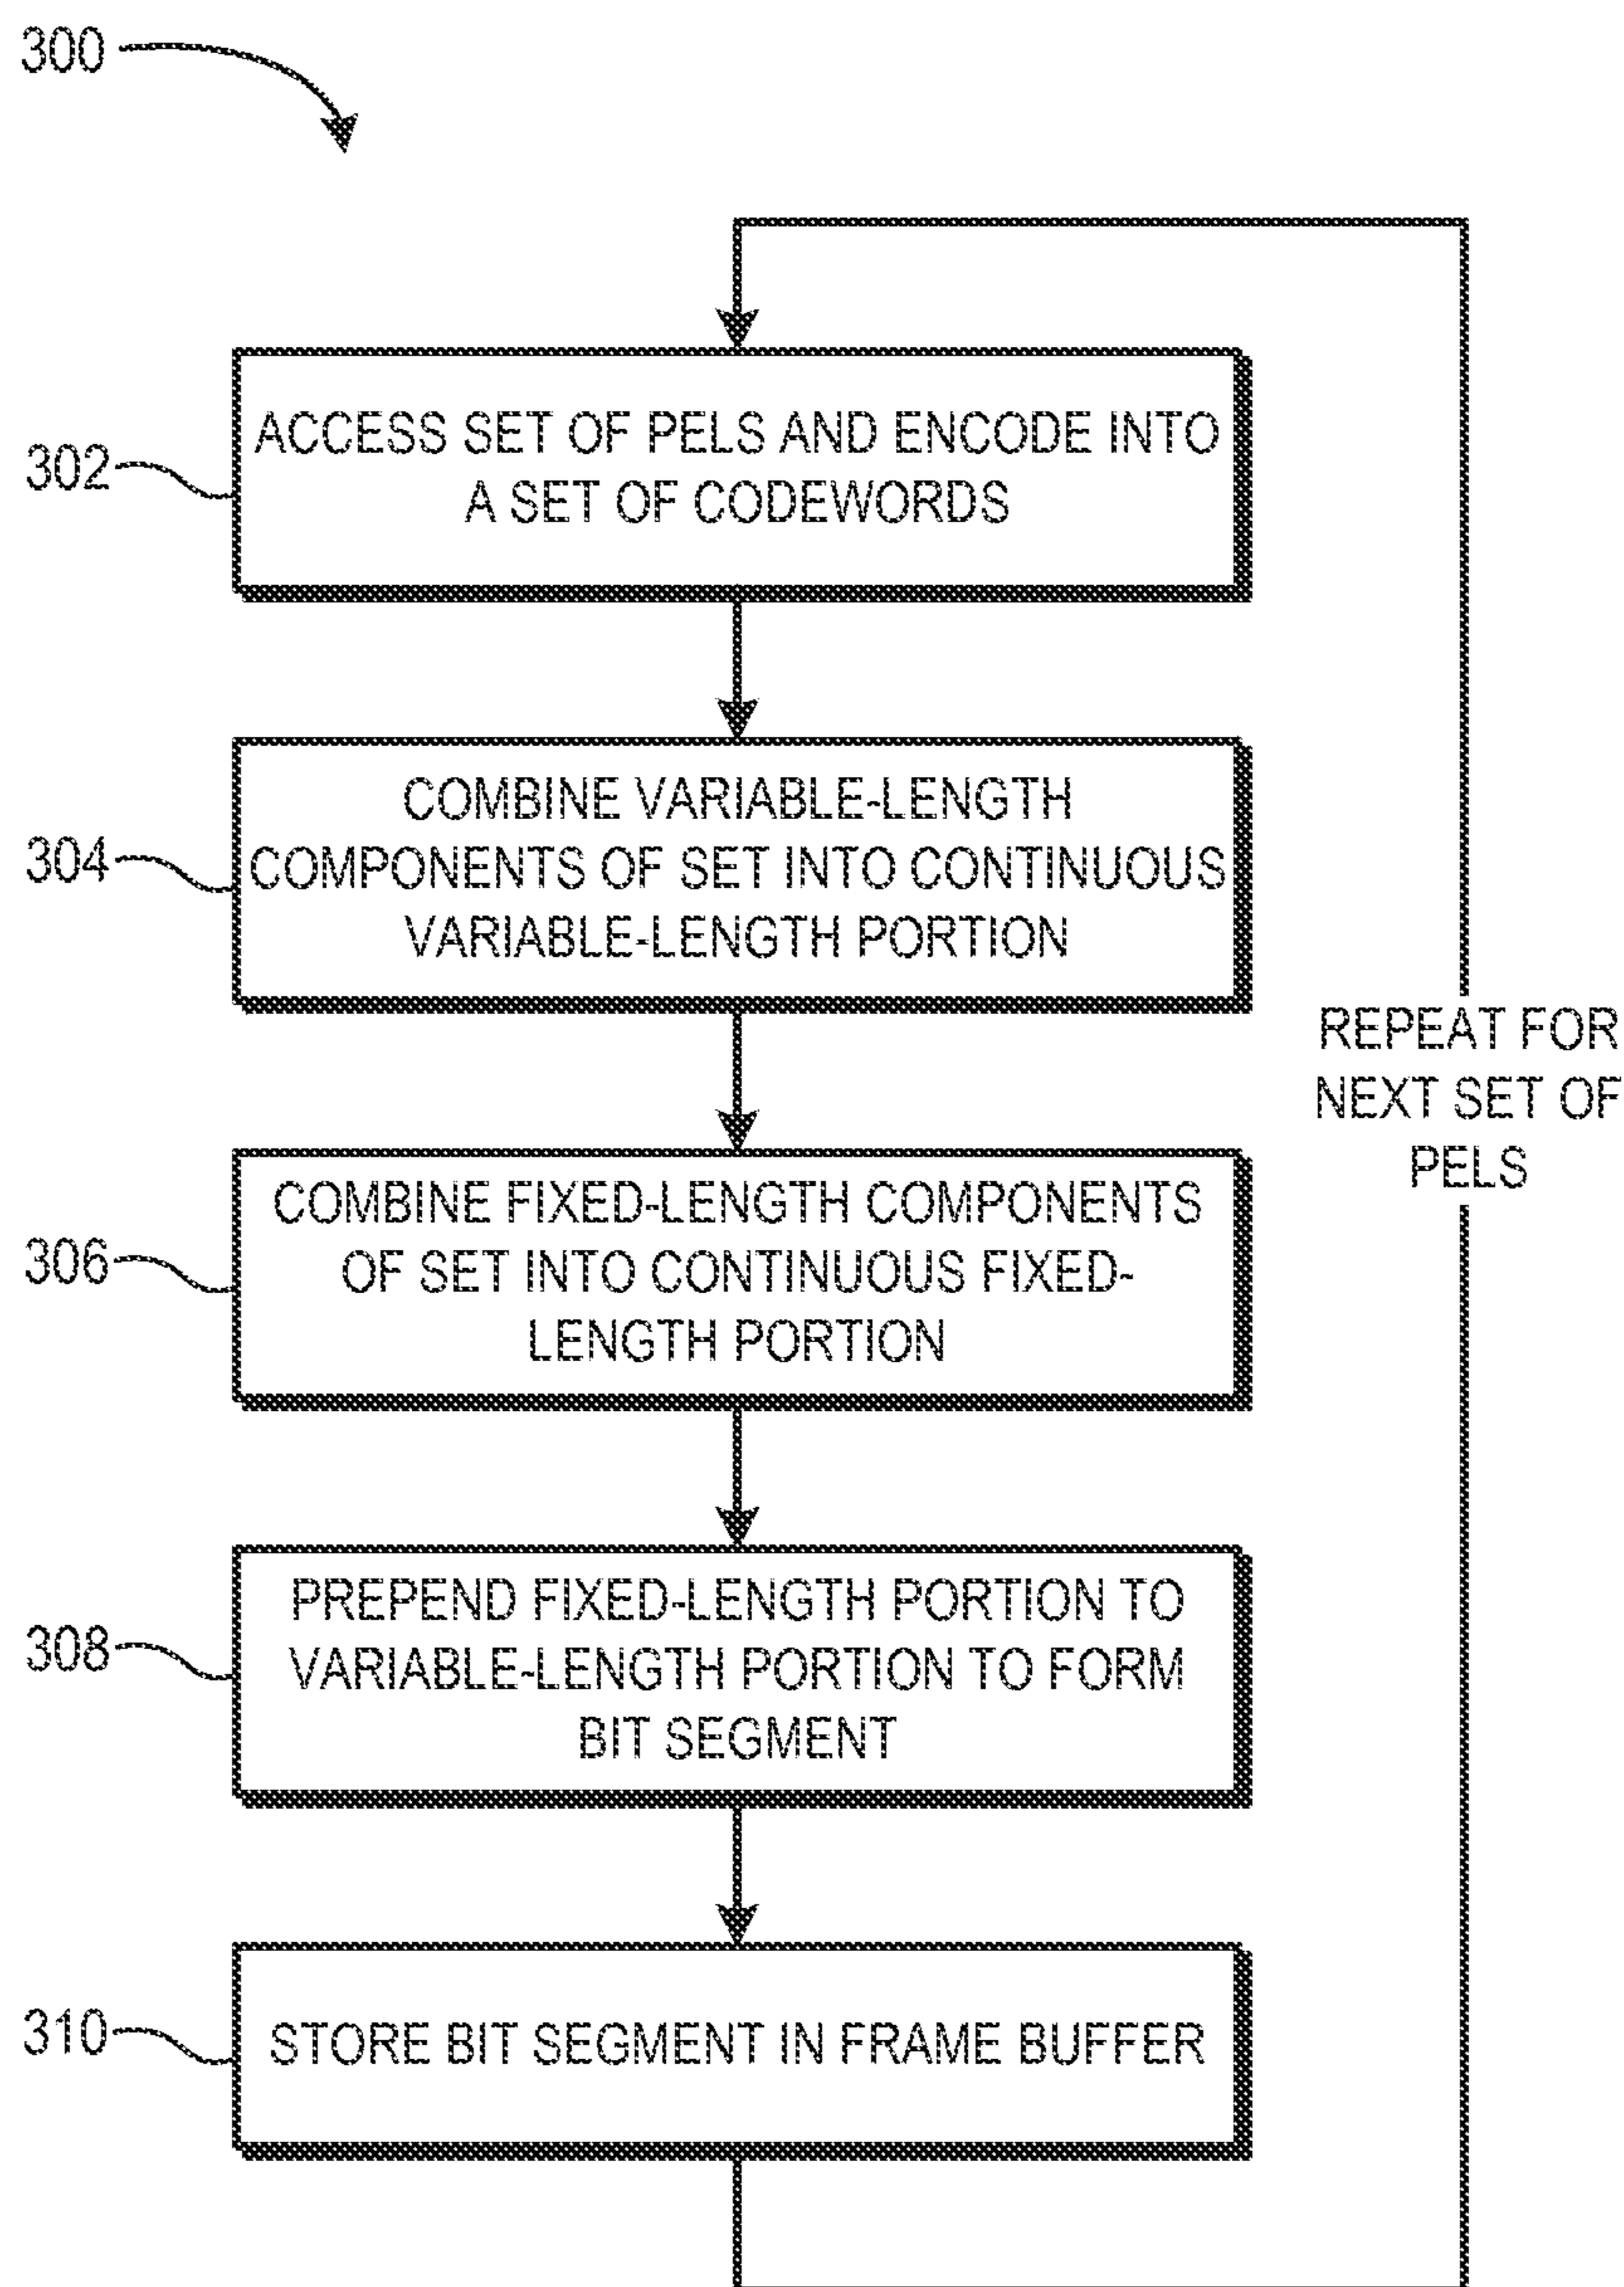 300
302
ACCESS SET OF PELS AND ENCODE INTO
A SET OF CODEWORDS
304
COMBINE VARIABLE-LENGTH
COMPONENTS OF SET INTO CONTINUOUS
VARIABLE-LENGTH PORTION
REPEAT FOR
NEXT SET OF
PELS
306
COMBINE FIXED-LENGTH COMPONENTS
OF SET INTO CONTINUOUS FIXED-
LENGTH PORTION
308
PREPEND FIXED-LENGTH PORTION TO
VARIABLE-LENGTH PORTION TO FORM
BIT SEGMENT
310
STORE BIT SEGMENT IN FRAME BUFFER